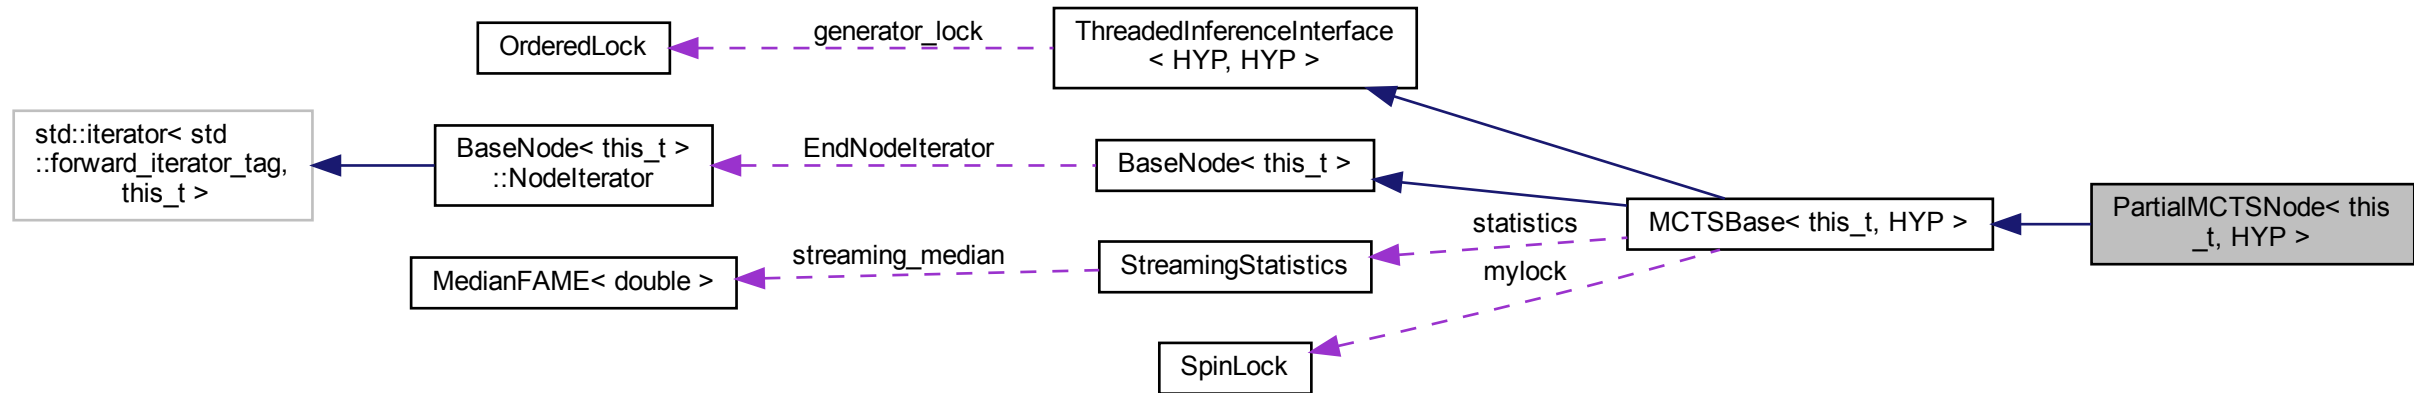 OrderedLock
generator_lock
ThreadedInferenceInterface
< HYP, HYP >
std::iterator< std
::forward_iterator_tag,
this_t >
BaseNode< this_t >
::NodeIterator
EndNodeIterator
BaseNode< this_t >
MedianFAME< double >
streaming_median
StreamingStatistics
statistics
mylock
SpinLock
MCTSBase< this_t, HYP >
PartialMCTSNode< this
_t, HYP >